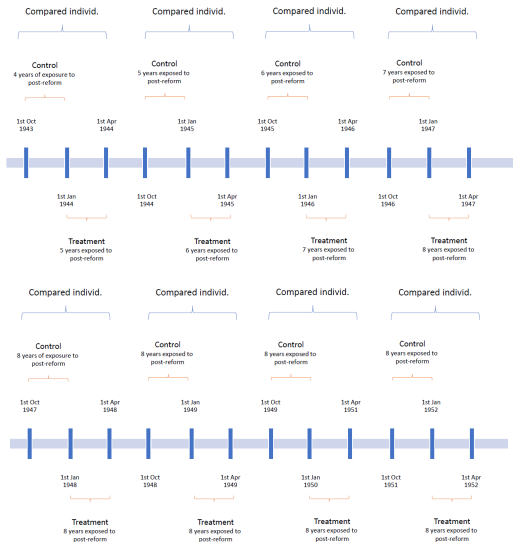 Compared individ. Compared individ. Compared individ. Compared individ.
Control Control Control Control
4 years of exposure to 5 years exposed to 6 years exposed to 7 years exposed to
post-reform post-reform post-reform post-reform
1st Oct 1st Apr 1st Jan 1st Oct 1st Apr 1st Jan
1943 1944 1945 1945 1946 1947
1st Jan 1st Oct 1st Apr 1st Jan 1st Oct 1st Apr
1944 1944 1945 1946 1946 1947
Treatment Treatment Treatment Treatment
5 years exposed to 6 years exposed to 7 years exposed to 8 years exposed to
post-reform post-reform post-reform post-reform
Compared individ. Compared individ. Compared individ. Compared individ.
Control Control Control Control
8 years of exposure to 8 years exposed to 8 years exposed to 8 years exposed to
post-reform post-reform post-reform post-reform
1st Oct 1st Apr 1st Jan 1st Oct 1st Apr 1st Jan
1947 1948 1949 1949 1951 1952
1st Jan 1st Oct 1st Apr 1st Jan 1st Oct 1st Apr
1948 1948 1949 1950 1951 1952
Treatment Treatment Treatment Treatment
8 years exposed to 8 years exposed to 8 years exposed to 8 years exposed to
post-reform post-reform post-reform post-reform